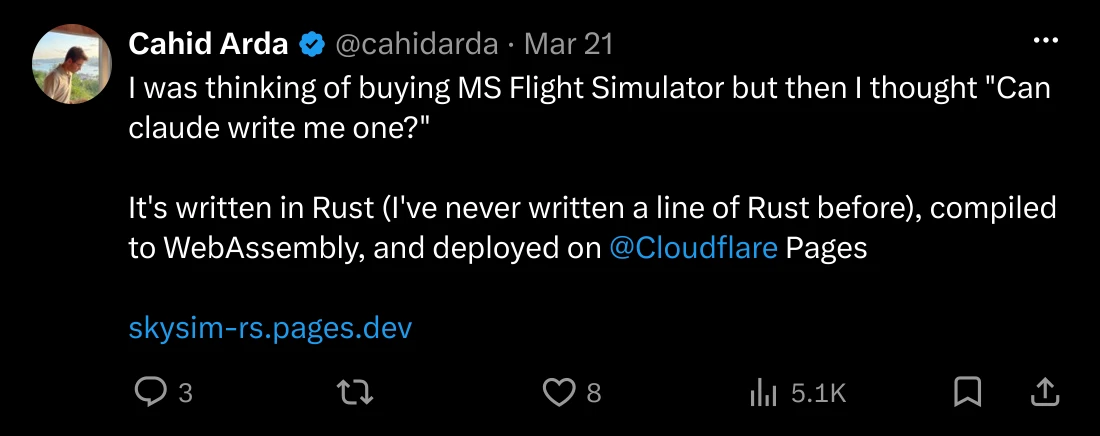 Cahid Arda @cahidarda · Mar 21
I was thinking of buying MS Flight Simulator but then I thought "Can
claude write me one?"
It's written in Rust (I've never written a line of Rust before), compiled
to WebAssembly, and deployed on @Cloudflare Pages
skysim-rs.pages.dev
3 8 5.1K